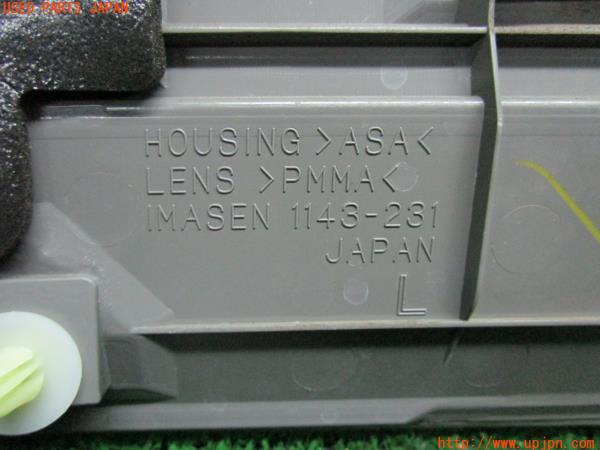 USED PARTS JAPAN
HOUSING >ASA<
LENS >PMMA<
IMASEN 1143-231
JAPAN
L
http://www.upjpn.com/